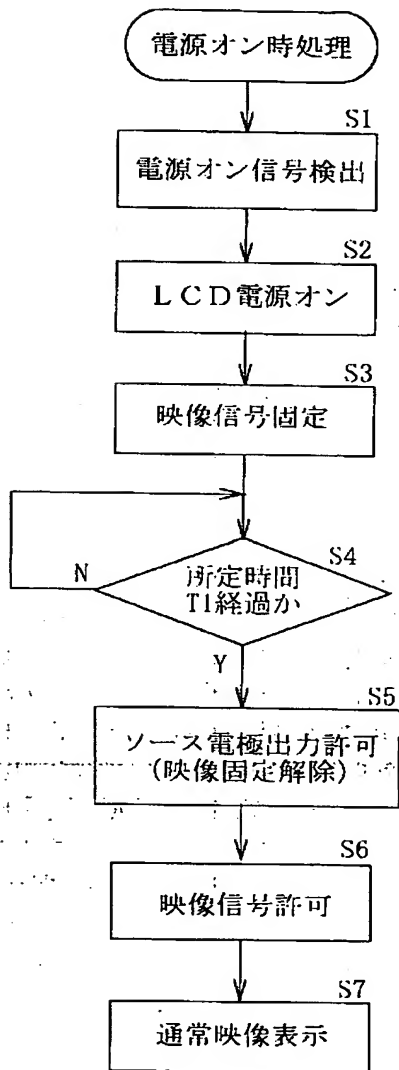 電源オン時処理
S1
電源オン信号検出
S2
LCD電源オン
S3
映像信号固定
S4
所定時間
T1経過か
N
Y
S5
ソース電極出力許可
(映像固定解除)
S6
映像信号許可
S7
通常映像表示